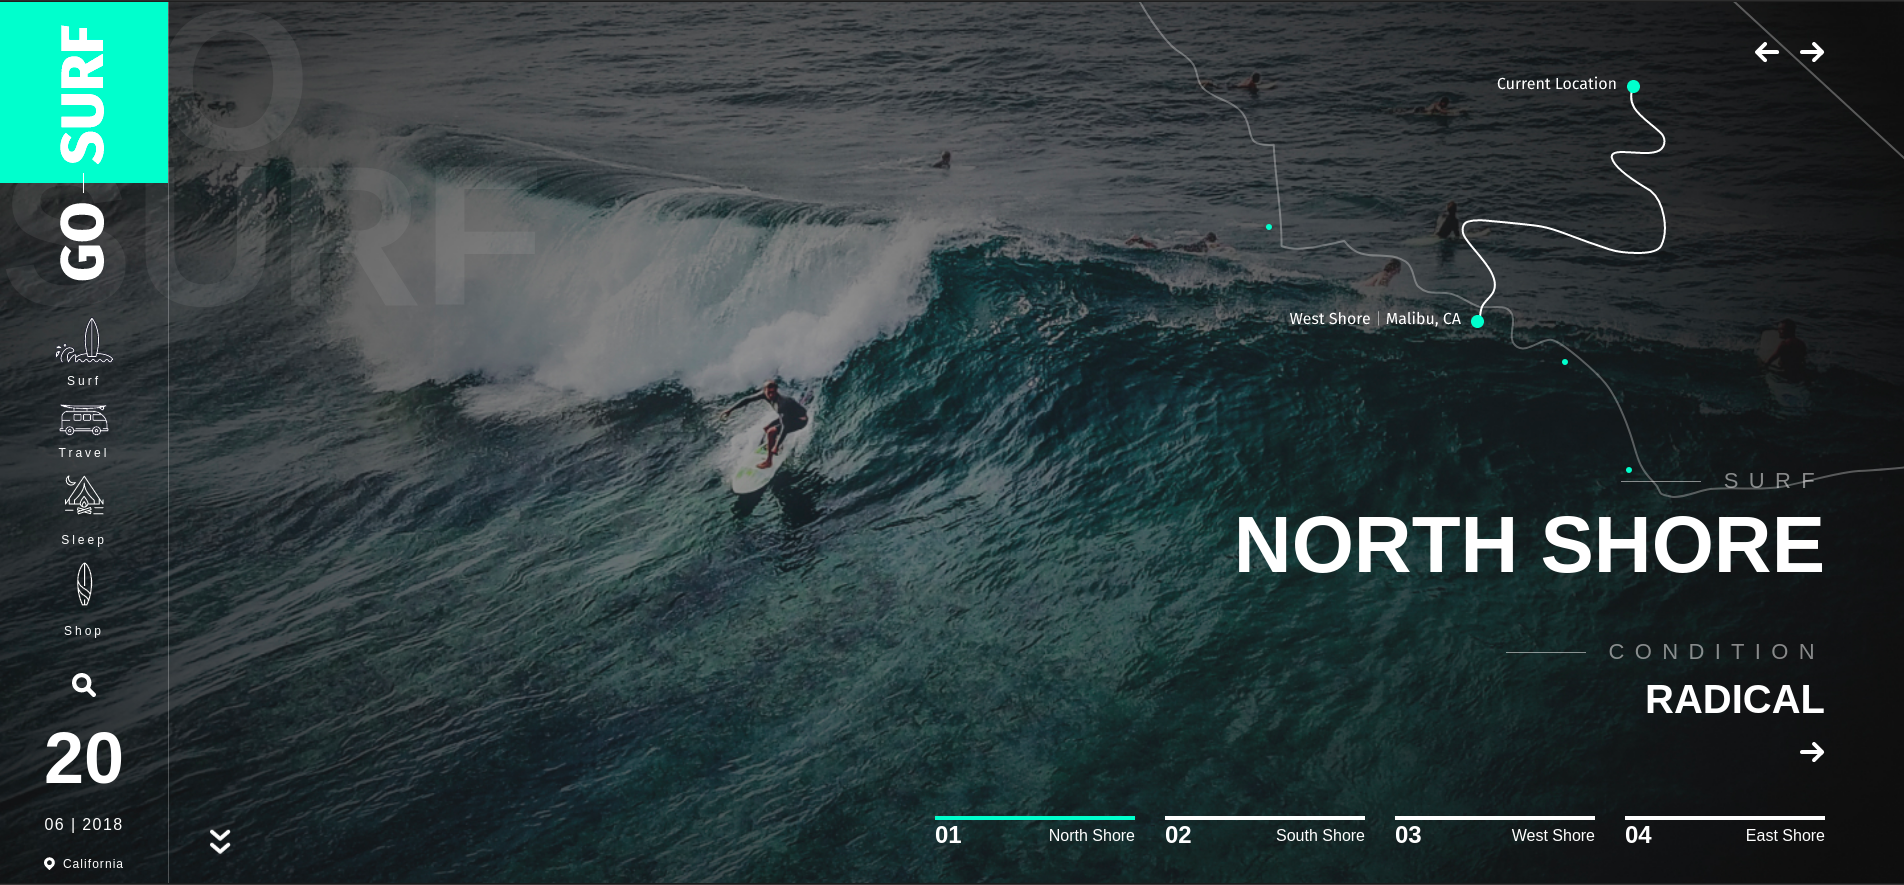 GO SURF
GO
SURF
Surf
Travel
Sleep
Shop
20
06 | 2018
California
Current Location
West Shore | Malibu, CA
SURF
NORTH SHORE
CONDITION
RADICAL
01 North Shore
02 South Shore
03 West Shore
04 East Shore